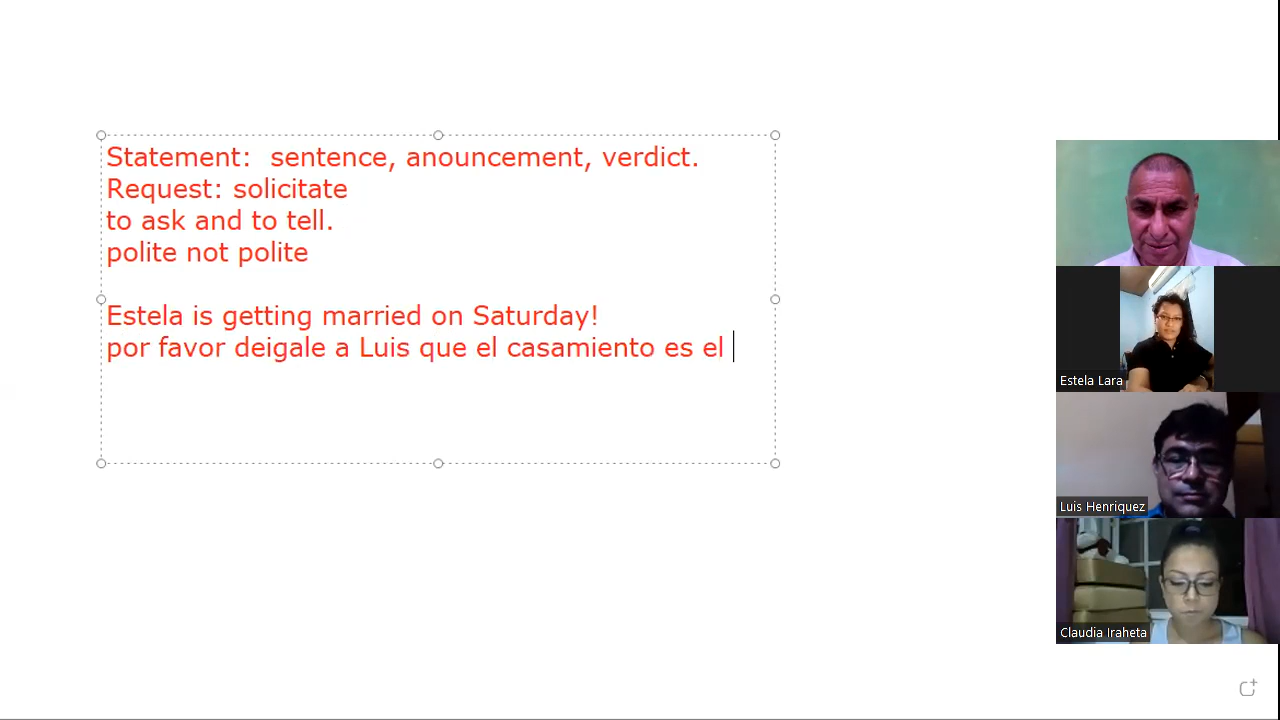 Statement:  sentence, anouncement, verdict.
Request: solicitate
to ask and to tell.
polite not polite
Estela is getting married on Saturday!
por favor deigale a Luis que el casamiento es el
Estela Lara
Luis Henriquez
Claudia Iraheta